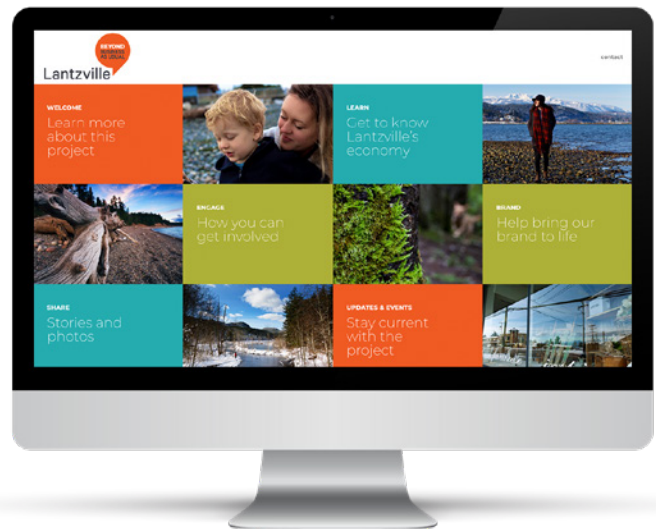 BEYOND
BUSINESS
AS USUAL
Lantzville
contact
WELCOME
Learn more
about this
project
LEARN
Get to know
Lantzville's
economy
ENGAGE
How you can
get involved
BRAND
Help bring our
brand to life
SHARE
Stories and
photos
UPDATES & EVENTS
Stay current
with the
project